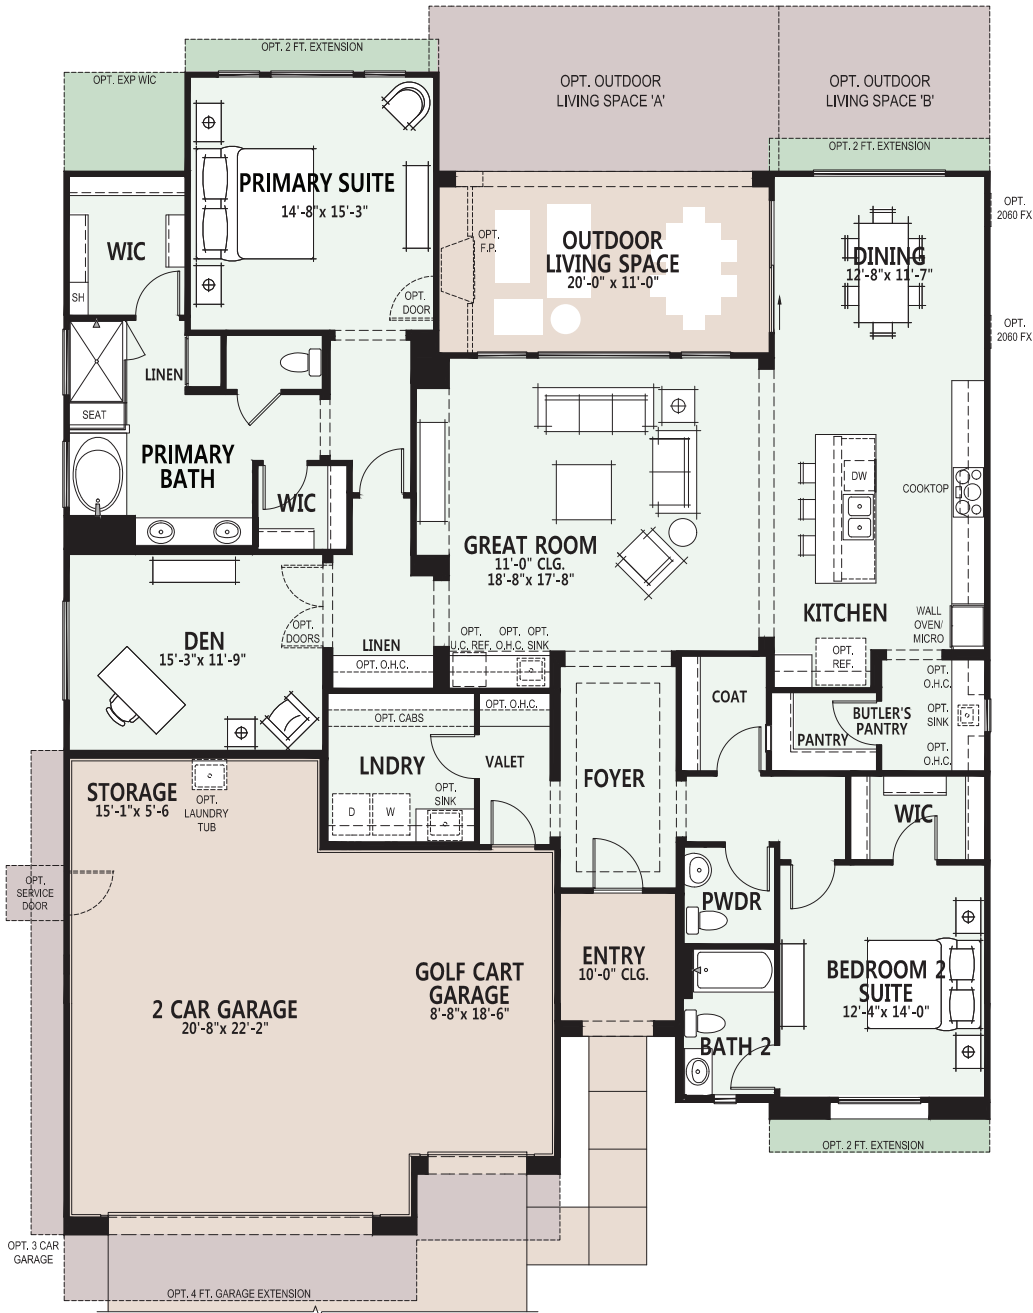 OPT. 2 FT. EXTENSION
OPT. EXP WIC
OPT. OUTDOOR
LIVING SPACE 'A'
OPT. OUTDOOR
LIVING SPACE 'B'
OPT. 2 FT. EXTENSION
PRIMARY SUITE
14'-8"x 15'-3"
OPT.
DOOR
WIC
SH
OPT.
F.P.
OUTDOOR
LIVING SPACE
20'-0" x 11'-0"
DINING
12'-8"x 11'-7"
OPT.
2060 FX
OPT.
2060 FX
LINEN
SEAT
PRIMARY
BATH
WIC
GREAT ROOM
11'-0" CLG.
18'-8"x 17'-8"
DW
COOKTOP
KITCHEN
WALL
OVEN/
MICRO
OPT.
REF.
DEN
15'-3"x 11'-9"
OPT.
DOORS
LINEN
OPT. O.H.C.
OPT.
U.C. REF.
OPT.
O.H.C.
OPT.
SINK
COAT
PANTRY
BUTLER'S
PANTRY
OPT.
O.H.C.
OPT.
SINK
OPT.
O.H.C.
OPT. CABS
OPT. O.H.C.
LNDRY
VALET
D
W
OPT.
SINK
FOYER
WIC
STORAGE
15'-1"x 5'-6
OPT.
LAUNDRY
TUB
OPT.
SERVICE
DOOR
PWDR
ENTRY
10'-0" CLG.
2 CAR GARAGE
20'-8"x 22'-2"
GOLF CART
GARAGE
8'-8"x 18'-6"
BEDROOM 2
SUITE
12'-4"x 14'-0"
BATH 2
OPT. 2 FT. EXTENSION
OPT. 3 CAR
GARAGE
OPT. 4 FT. GARAGE EXTENSION